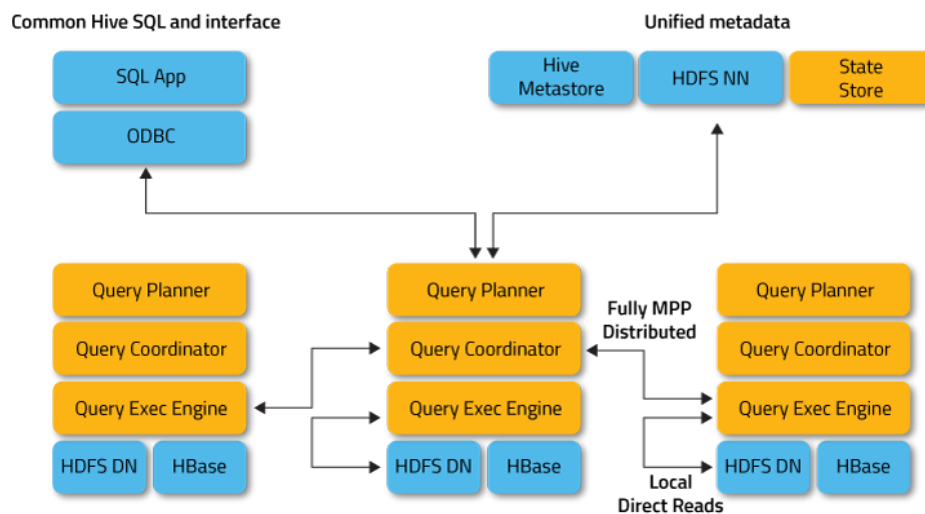 Common Hive SQL and interface
Unified metadata
SQL App
ODBC
Hive
Metastore
HDFS NN
State
Store
Query Planner
Query Coordinator
Query Exec Engine
HDFS DN
HBase
Query Planner
Query Coordinator
Query Exec Engine
HDFS DN
HBase
Fully MPP
Distributed
Local
Direct Reads
Query Planner
Query Coordinator
Query Exec Engine
HDFS DN
HBase